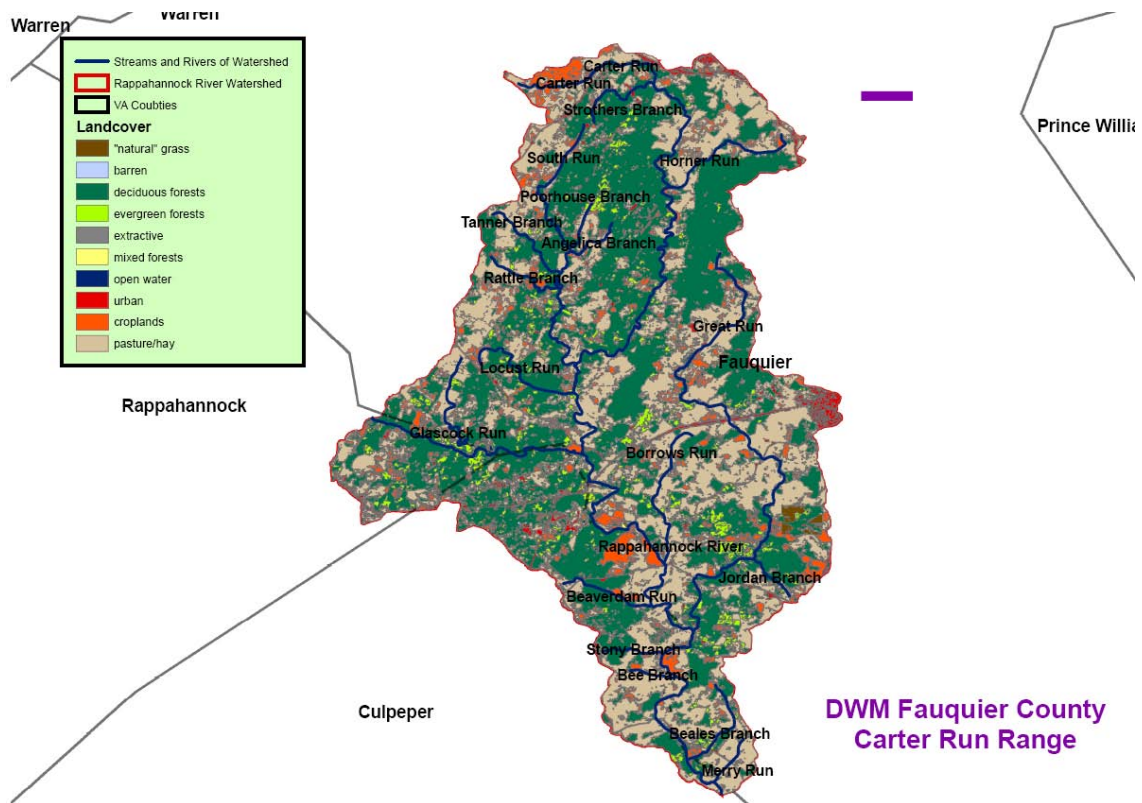 Warren
Warren
Streams and Rivers of Watershed
Rappahannock River Watershed
VA Coubties
Landcover
"natural" grass
barren
deciduous forests
evergreen forests
extractive
mixed forests
open water
urban
croplands
pasture/hay
Carter Run
Carter Run
Strothers Branch
Prince Willia
South Run
Horner Run
Poorhouse Branch
Tanner Branch
Angelica Branch
Rattle Branch
Great Run
Fauquier
Locust Run
Rappahannock
Glascock Run
Borrows Run
Rappahannock River
Jordan Branch
Beaverdam Run
Stony Branch
Bee Branch
Culpeper
Beales Branch
Merry Run
DWM Fauquier County
Carter Run Range